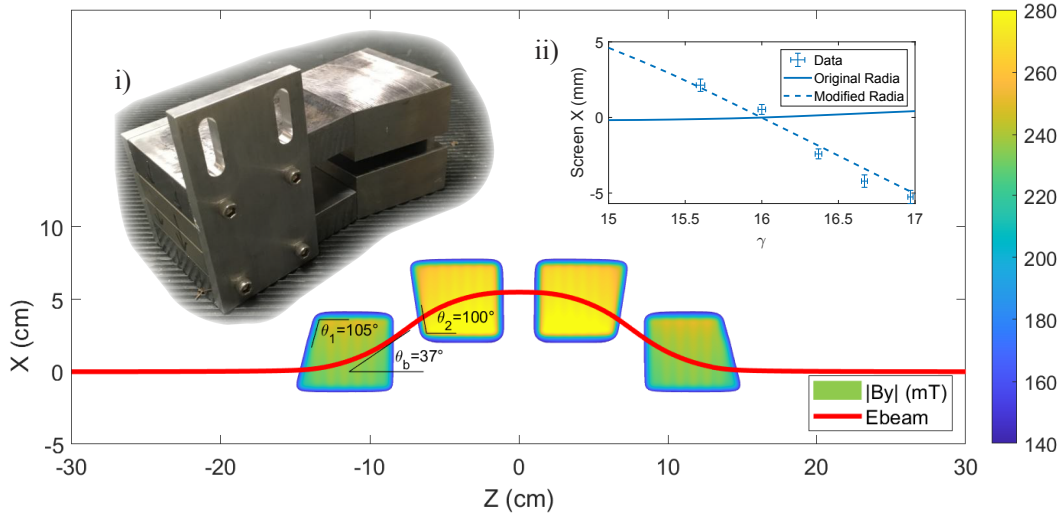 i)
ii)
5
0
-5
Screen X (mm)
15
15.5
16
16.5
17
γ
Data
Original Radia
Modified Radia
10
5
0
-5
X (cm)
θ1=105°
θ2=100°
θb=37°
|By| (mT)
Ebeam
-30
-20
-10
0
10
20
30
Z (cm)
280
260
240
220
200
180
160
140